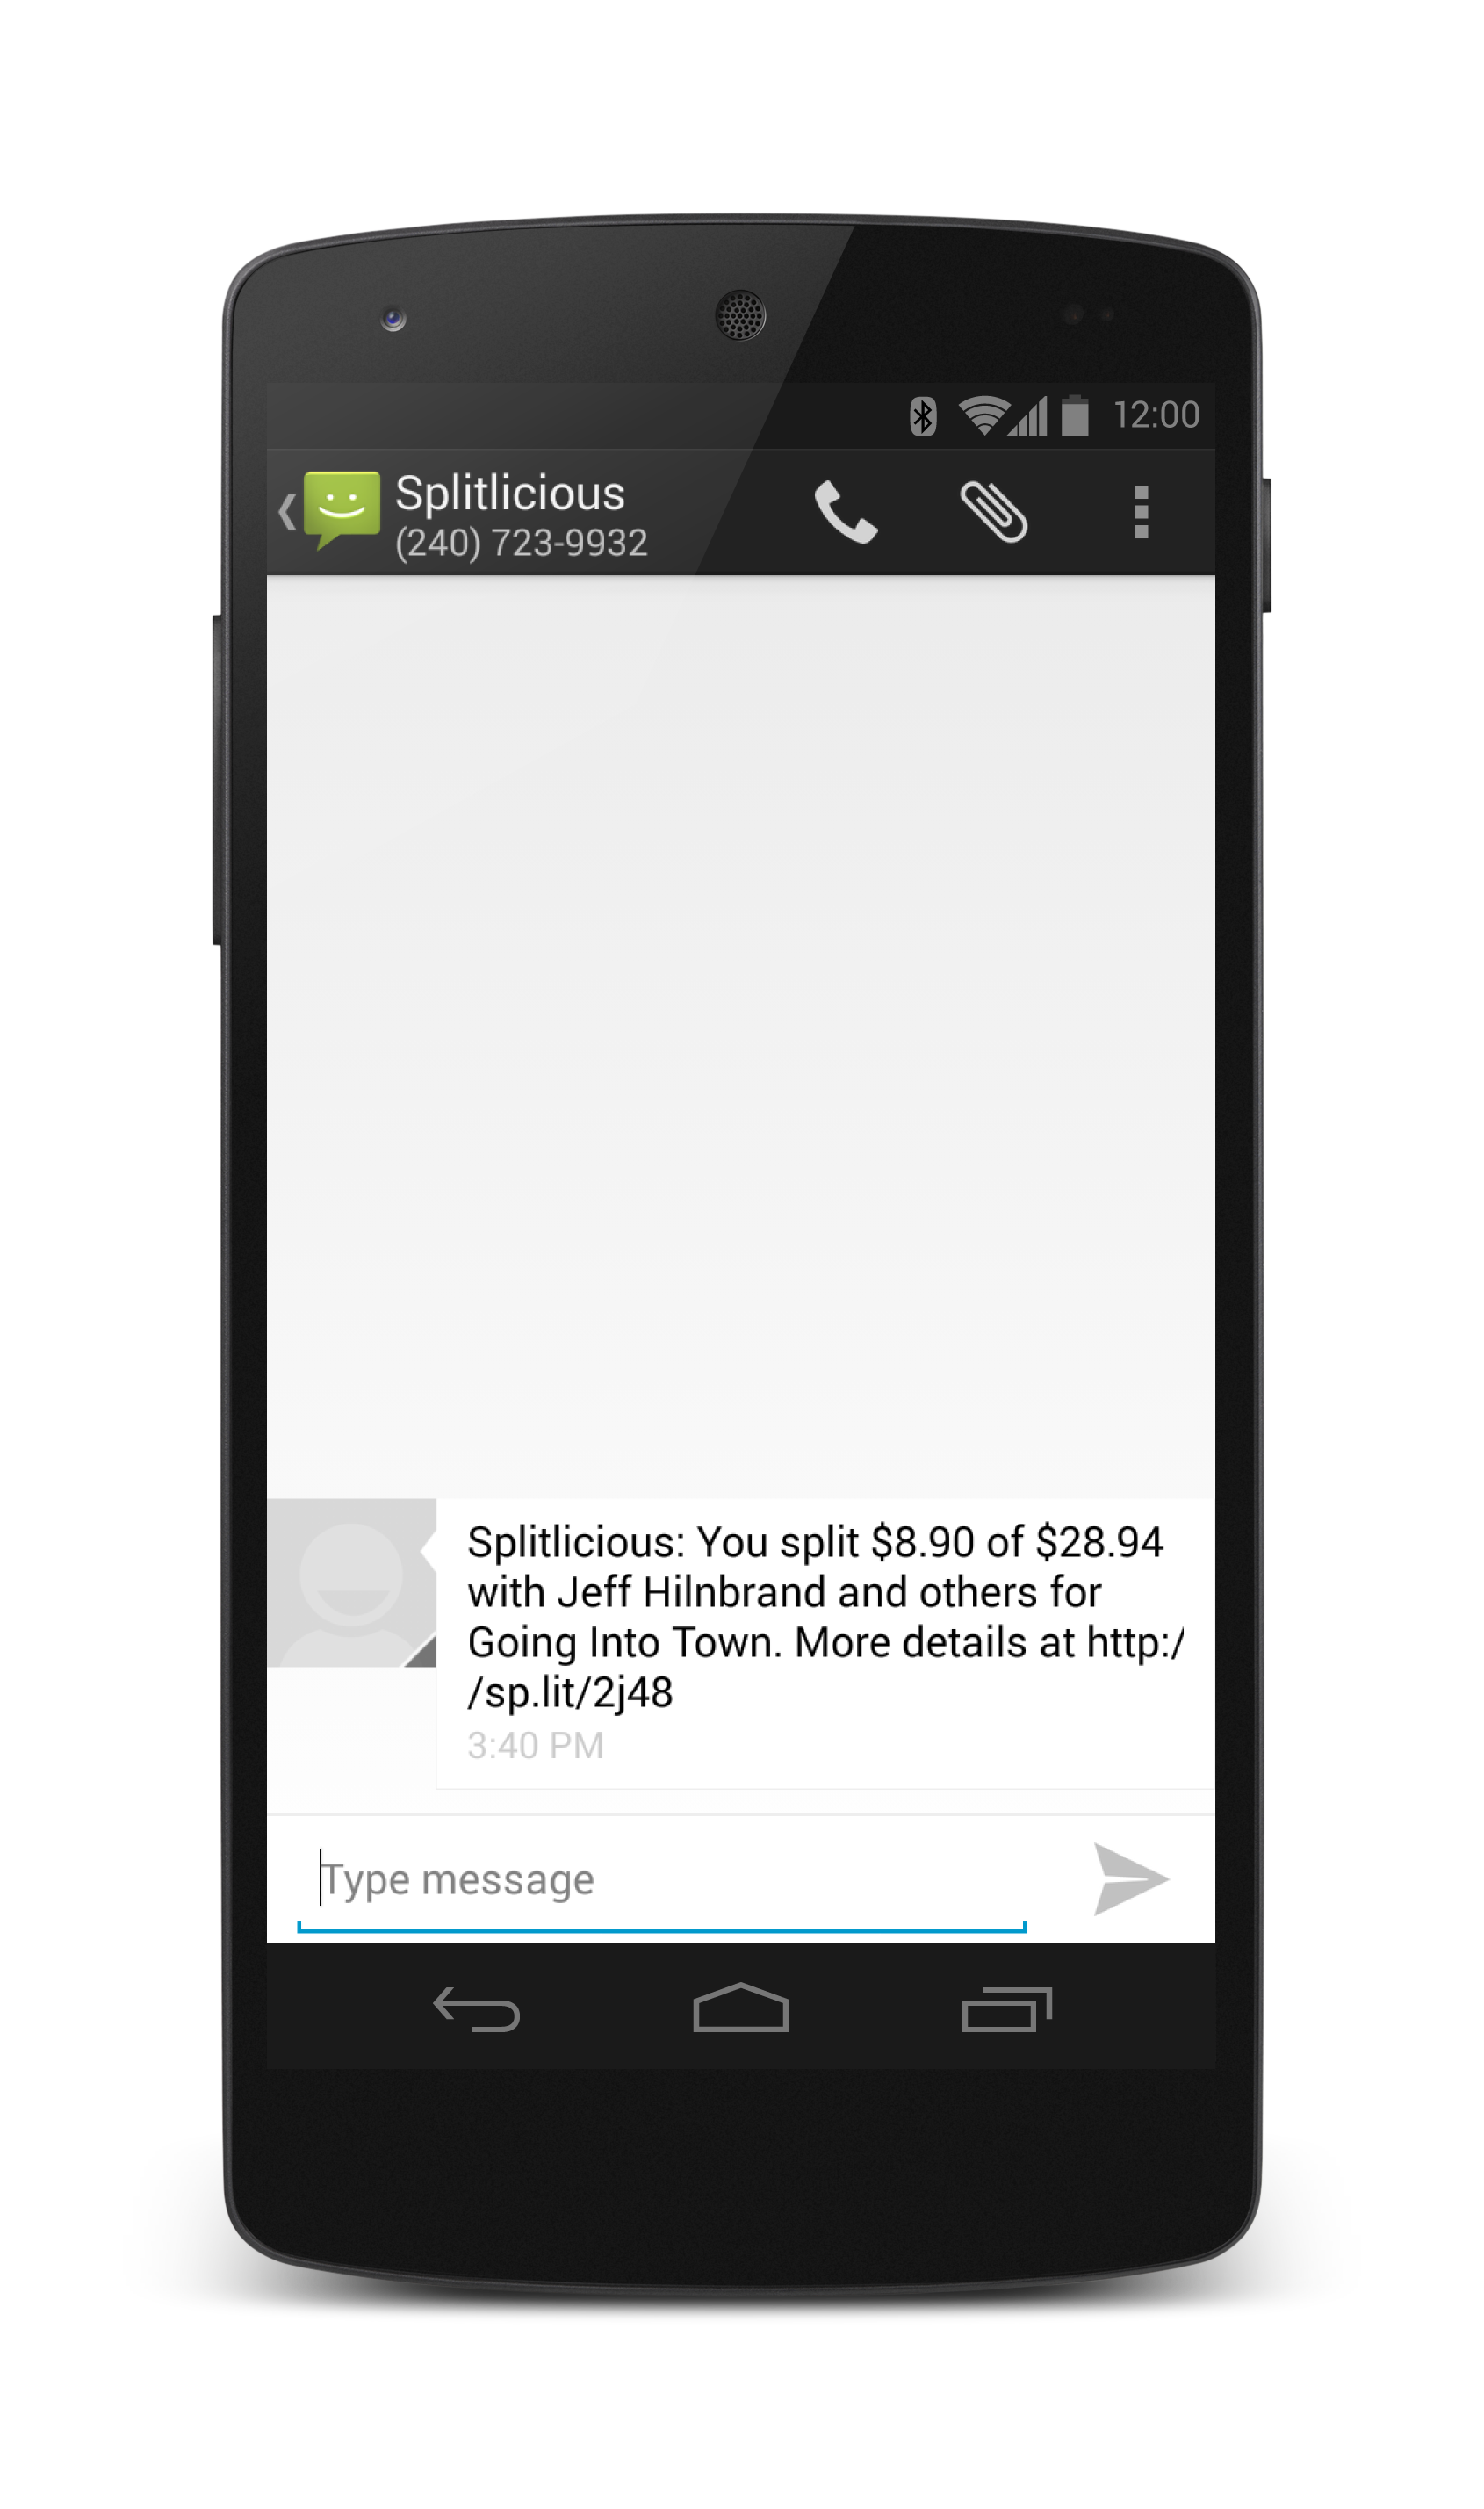 12:00
Splitlicious
(240) 723-9932
Splitlicious: You split $8.90 of $28.94
with Jeff Hilnbrand and others for
Going Into Town. More details at http:/
/sp.lit/2j48
3:40 PM
Type message